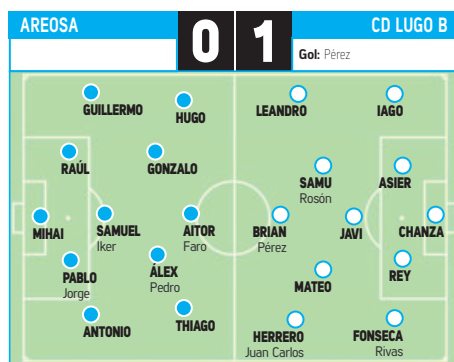 AREOSA 0 1 CD LUGO B
Gol: Pérez
GUILLERMO
HUGO
LEANDRO
IAGO
RAÚL
GONZALO
SAMU
Rosón
ASIER
MIHAI
SAMUEL
Iker
AITOR
Faro
BRIAN
Pérez
JAVI
CHANZA
PABLO
Jorge
ÁLEX
Pedro
MATEO
REY
ANTONIO
THIAGO
HERRERO
Juan Carlos
FONSECA
Rivas